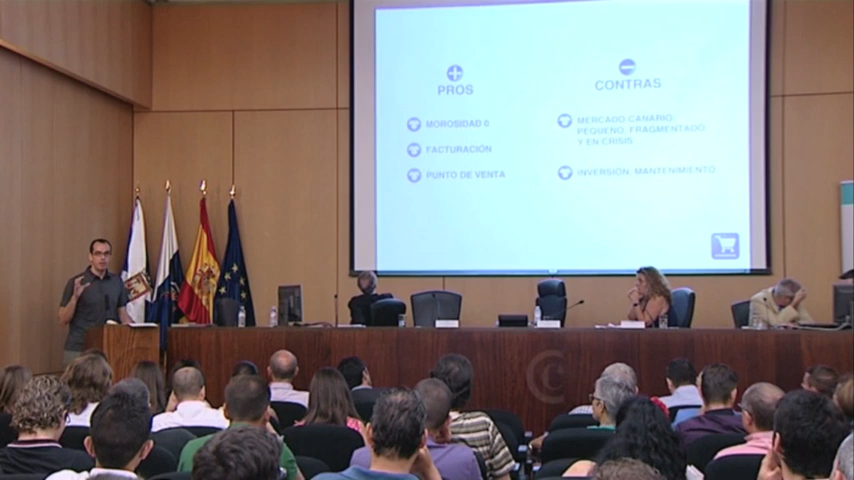 PROS
MOROSIDAD 0
FACTURACIÓN
PUNTO DE VENTA
CONTRAS
MERCADO CANARIO:
PEQUEÑO, FRAGMENTADO
Y EN CRISIS
INVERSIÓN, MANTENIMIENTO
C